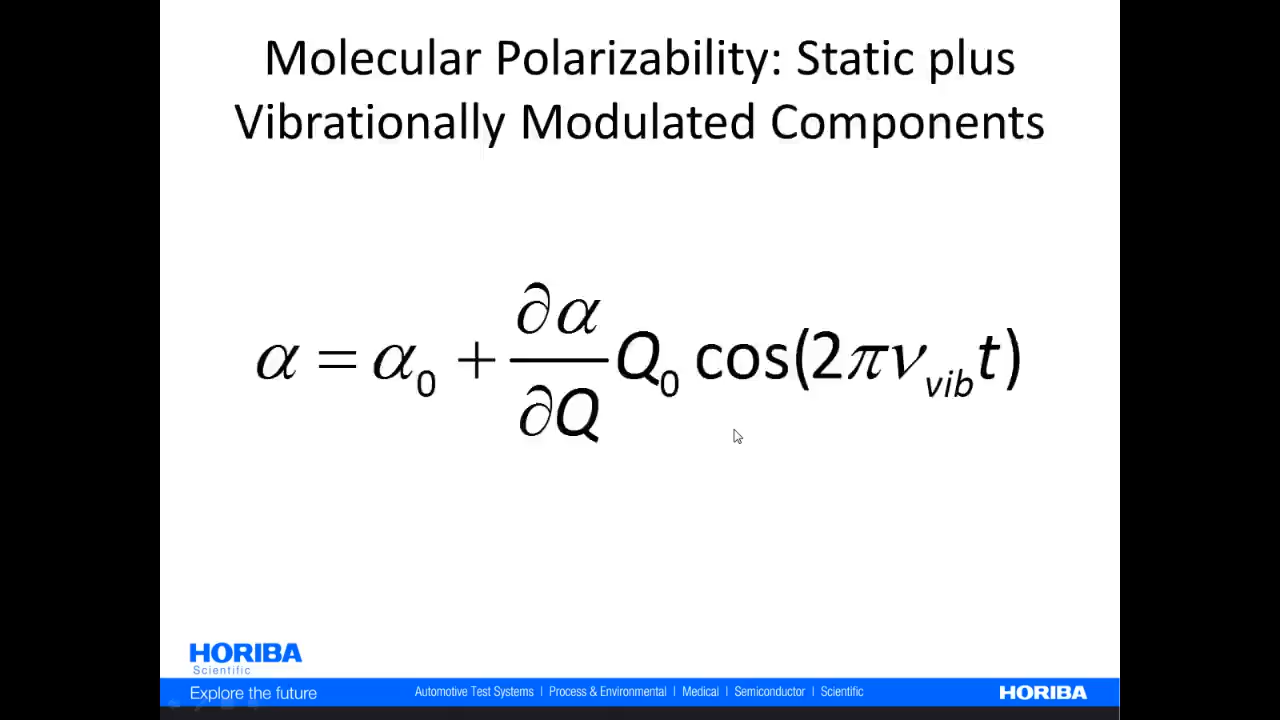 Molecular Polarizability: Static plus
Vibrationally Modulated Components
α = α₀ + ∂α/∂Q Q₀ cos(2πν_vib t)
HORIBA
Scientific
Explore the future
Automotive Test Systems | Process & Environmental | Medical | Semiconductor | Scientific
HORIBA